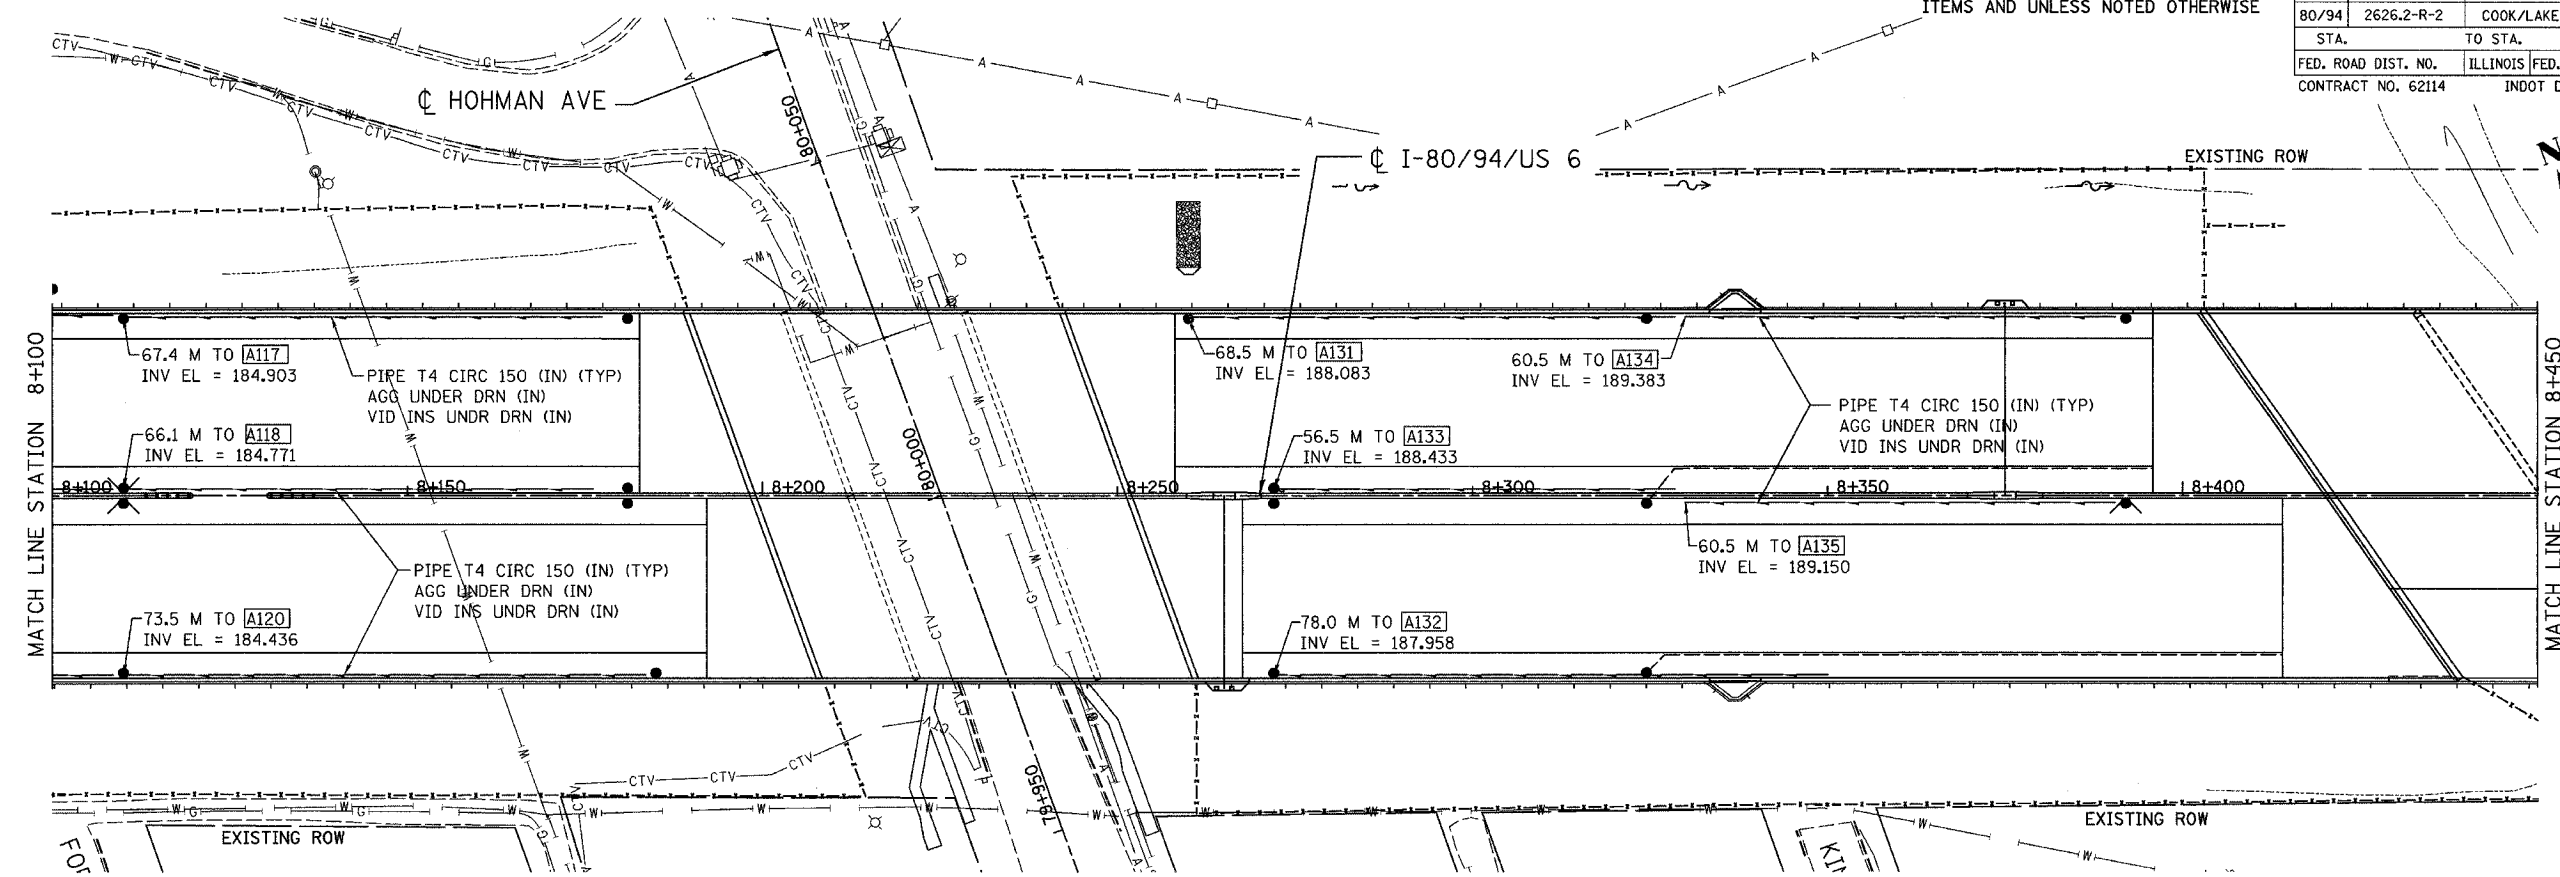 ITEMS AND UNLESS NOTED OTHERWISE
80/94 2626.2-R-2 COOK/LAKE
STA. TO STA.
FED. ROAD DIST. NO. ILLINOIS FED.
CONTRACT NO. 62114 INDOT
℄ HOHMAN AVE
180+050
℄ I-80/94/US 6
EXISTING ROW
N
MATCH LINE STATION 8+100
67.4 M TO A117
INV EL = 184.903
PIPE T4 CIRC 150 (IN) (TYP)
AGG UNDER DRN (IN)
VID INS UNDR DRN (IN)
66.1 M TO A118
INV EL = 184.771
68.5 M TO A131
INV EL = 188.083
60.5 M TO A134
INV EL = 189.383
PIPE T4 CIRC 150 (IN) (TYP)
AGG UNDER DRN (IN)
VID INS UNDR DRN (IN)
56.5 M TO A133
INV EL = 188.433
180+000
8+100 8+150 8+200 8+250 8+300 8+350 8+400
MATCH LINE STATION 8+450
PIPE T4 CIRC 150 (IN) (TYP)
AGG UNDER DRN (IN)
VID INS UNDR DRN (IN)
60.5 M TO A135
INV EL = 189.150
73.5 M TO A120
INV EL = 184.436
78.0 M TO A132
INV EL = 187.958
179+950
EXISTING ROW
EXISTING ROW